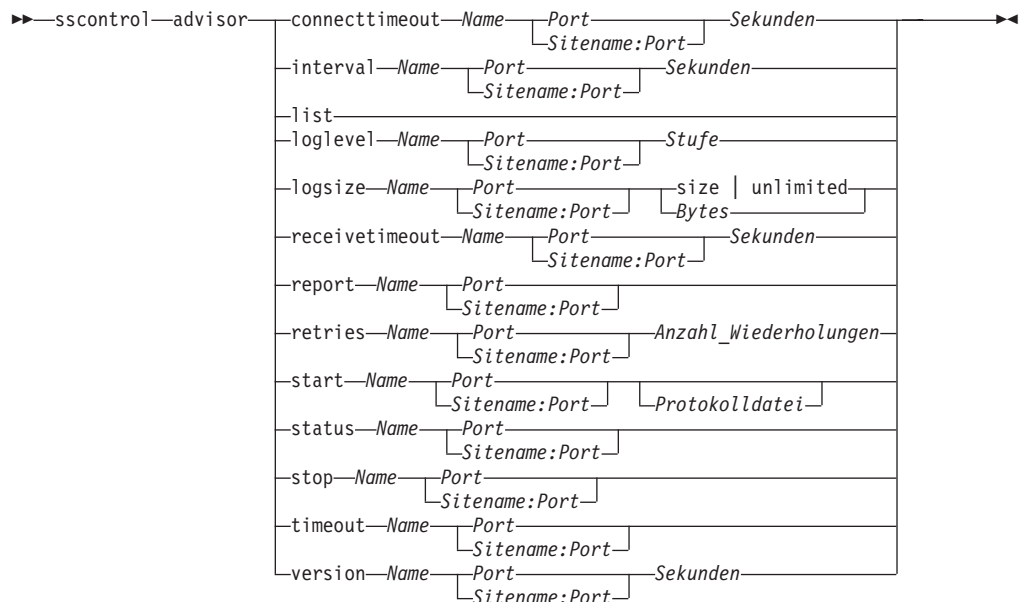 sscontrol advisor connecttimeout Name Port Sekunden
Sitename:Port
interval Name Port Sekunden
Sitename:Port
list
loglevel Name Port Stufe
Sitename:Port
logsize Name Port size | unlimited
Sitename:Port Bytes
receivetimeout Name Port Sekunden
Sitename:Port
report Name Port
Sitename:Port
retries Name Port Anzahl_Wiederholungen
Sitename:Port
start Name Port
Sitename:Port Protokolldatei
status Name Port
Sitename:Port
stop Name Port
Sitename:Port
timeout Name Port
Sitename:Port
version Name Port Sekunden
Sitename:Port